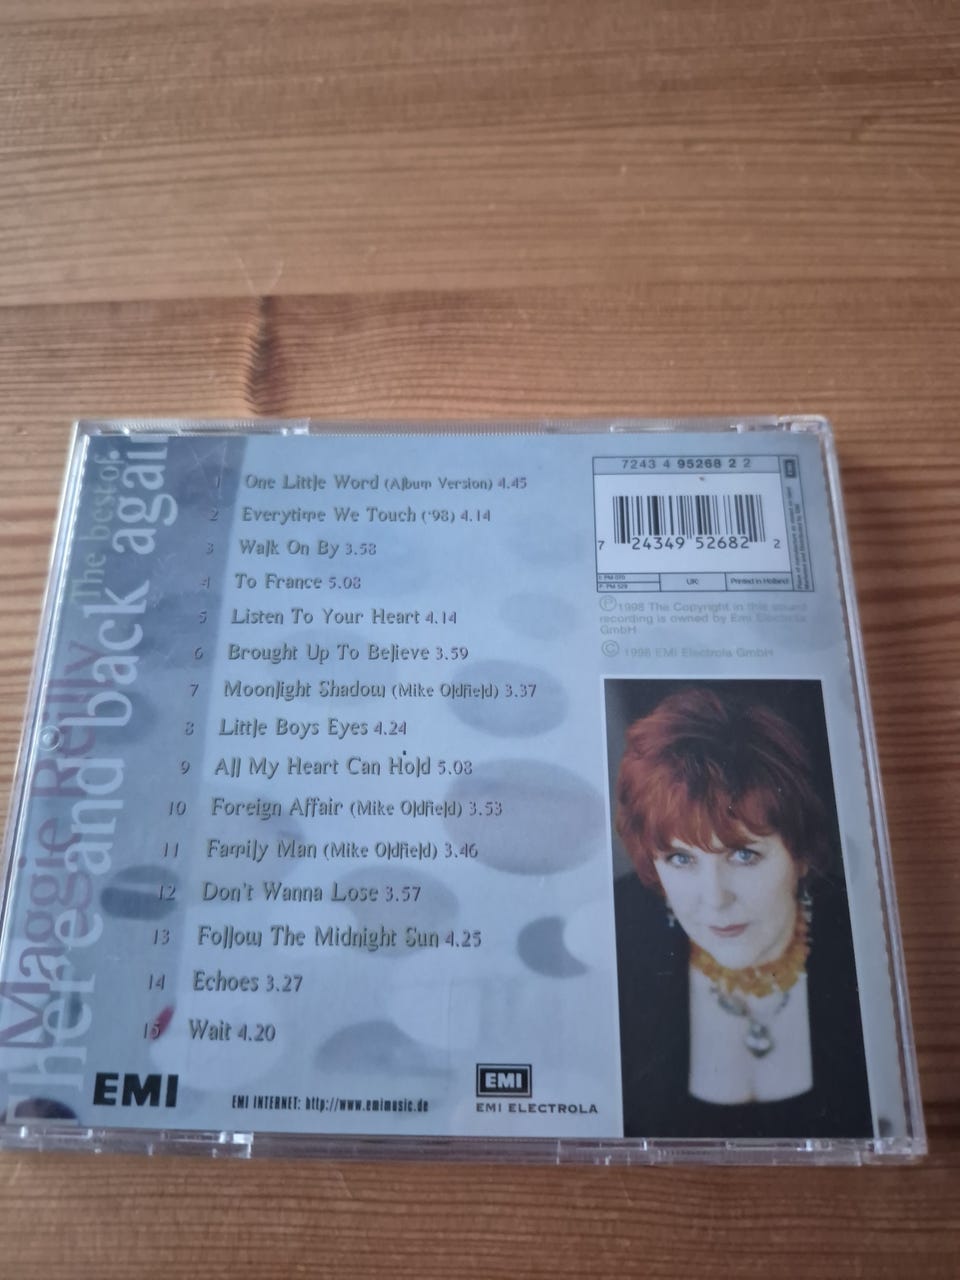 Maggie Reilly
The best of
There and back again
1 One Little Word (Album Version) 4.45
2 Everytime We Touch ('98) 4.14
3 Walk On By 3.58
4 To France 5.08
5 Listen To Your Heart 4.14
6 Brought Up To Believe 3.59
7 Moonlight Shadow (Mike Oldfield) 3.37
8 Little Boys Eyes 4.24
9 All My Heart Can Hold 5.08
10 Foreign Affair (Mike Oldfield) 3.53
11 Family Man (Mike Oldfield) 3.46
12 Don't Wanna Lose 3.57
13 Follow The Midnight Sun 4.25
14 Echoes 3.27
15 Wait 4.20
EMI
EMI INTERNET: http://www.emimusic.de
EMI
EMI ELECTROLA
7243 4 95268 2 2
EMI
7 24349 52682 2
UK:
Printed in Holland
Ⓟ 1998 The Copyright in this sound
recording is owned by Emi Electrola
GmbH
© 1998 EMI Electrola GmbH